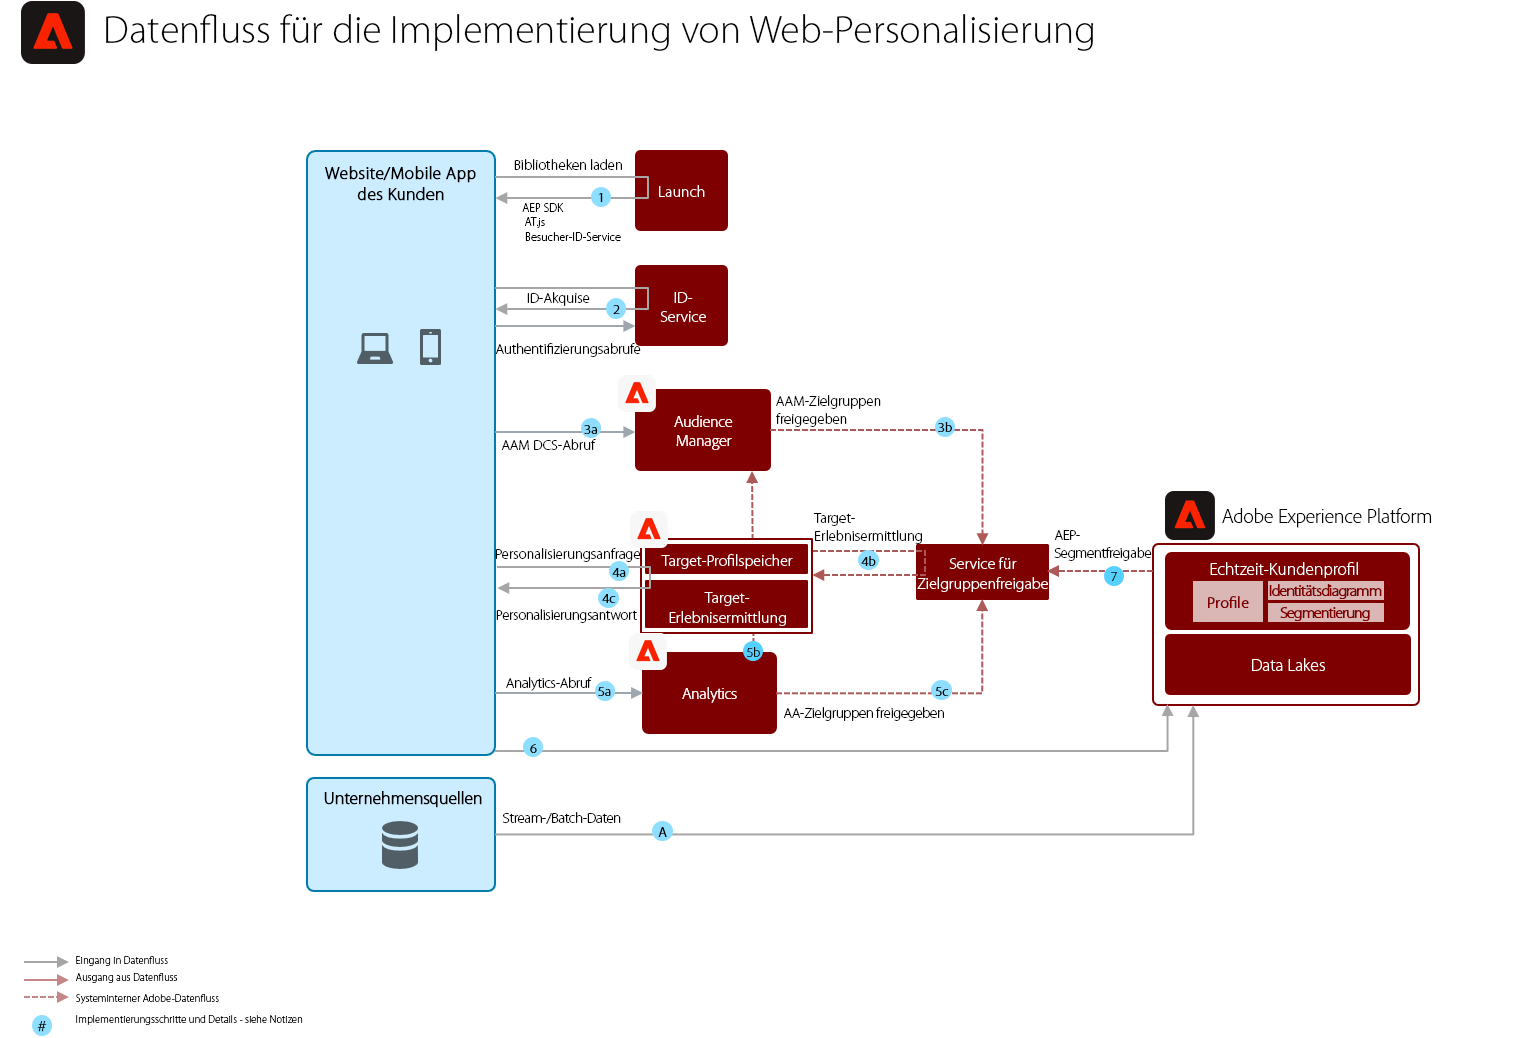 Datenfluss für die Implementierung von Web-Personalisierung
Website/Mobile App
des Kunden
Bibliotheken laden
1
AEP SDK
AT.js
Besucher-ID-Service
Launch
ID-Akquise
2
Authentifizierungsabrufe
ID-
Service
3a
AAM DCS-Abruf
Audience
Manager
AAM-Zielgruppen
freigegeben
3b
Personalisierungsanfrage
4a
4c
Personalisierungsantwort
Target-Profilspeicher
Target-
Erlebnisermittlung
Target-
Erlebnisermittlung
4b
Service für
Zielgruppenfreigabe
AEP-
Segmentfreigabe
7
Adobe Experience Platform
Echtzeit-Kundenprofil
Profile
Identitätsdiagramm
Segmentierung
Data Lakes
5b
Analytics-Abruf
5a
Analytics
5c
AA-Zielgruppen freigegeben
6
Unternehmensquellen
Stream-/Batch-Daten
A
Eingang in Datenfluss
Ausgang aus Datenfluss
Systeminterner Adobe-Datenfluss
# Implementierungsschritte und Details - siehe Notizen